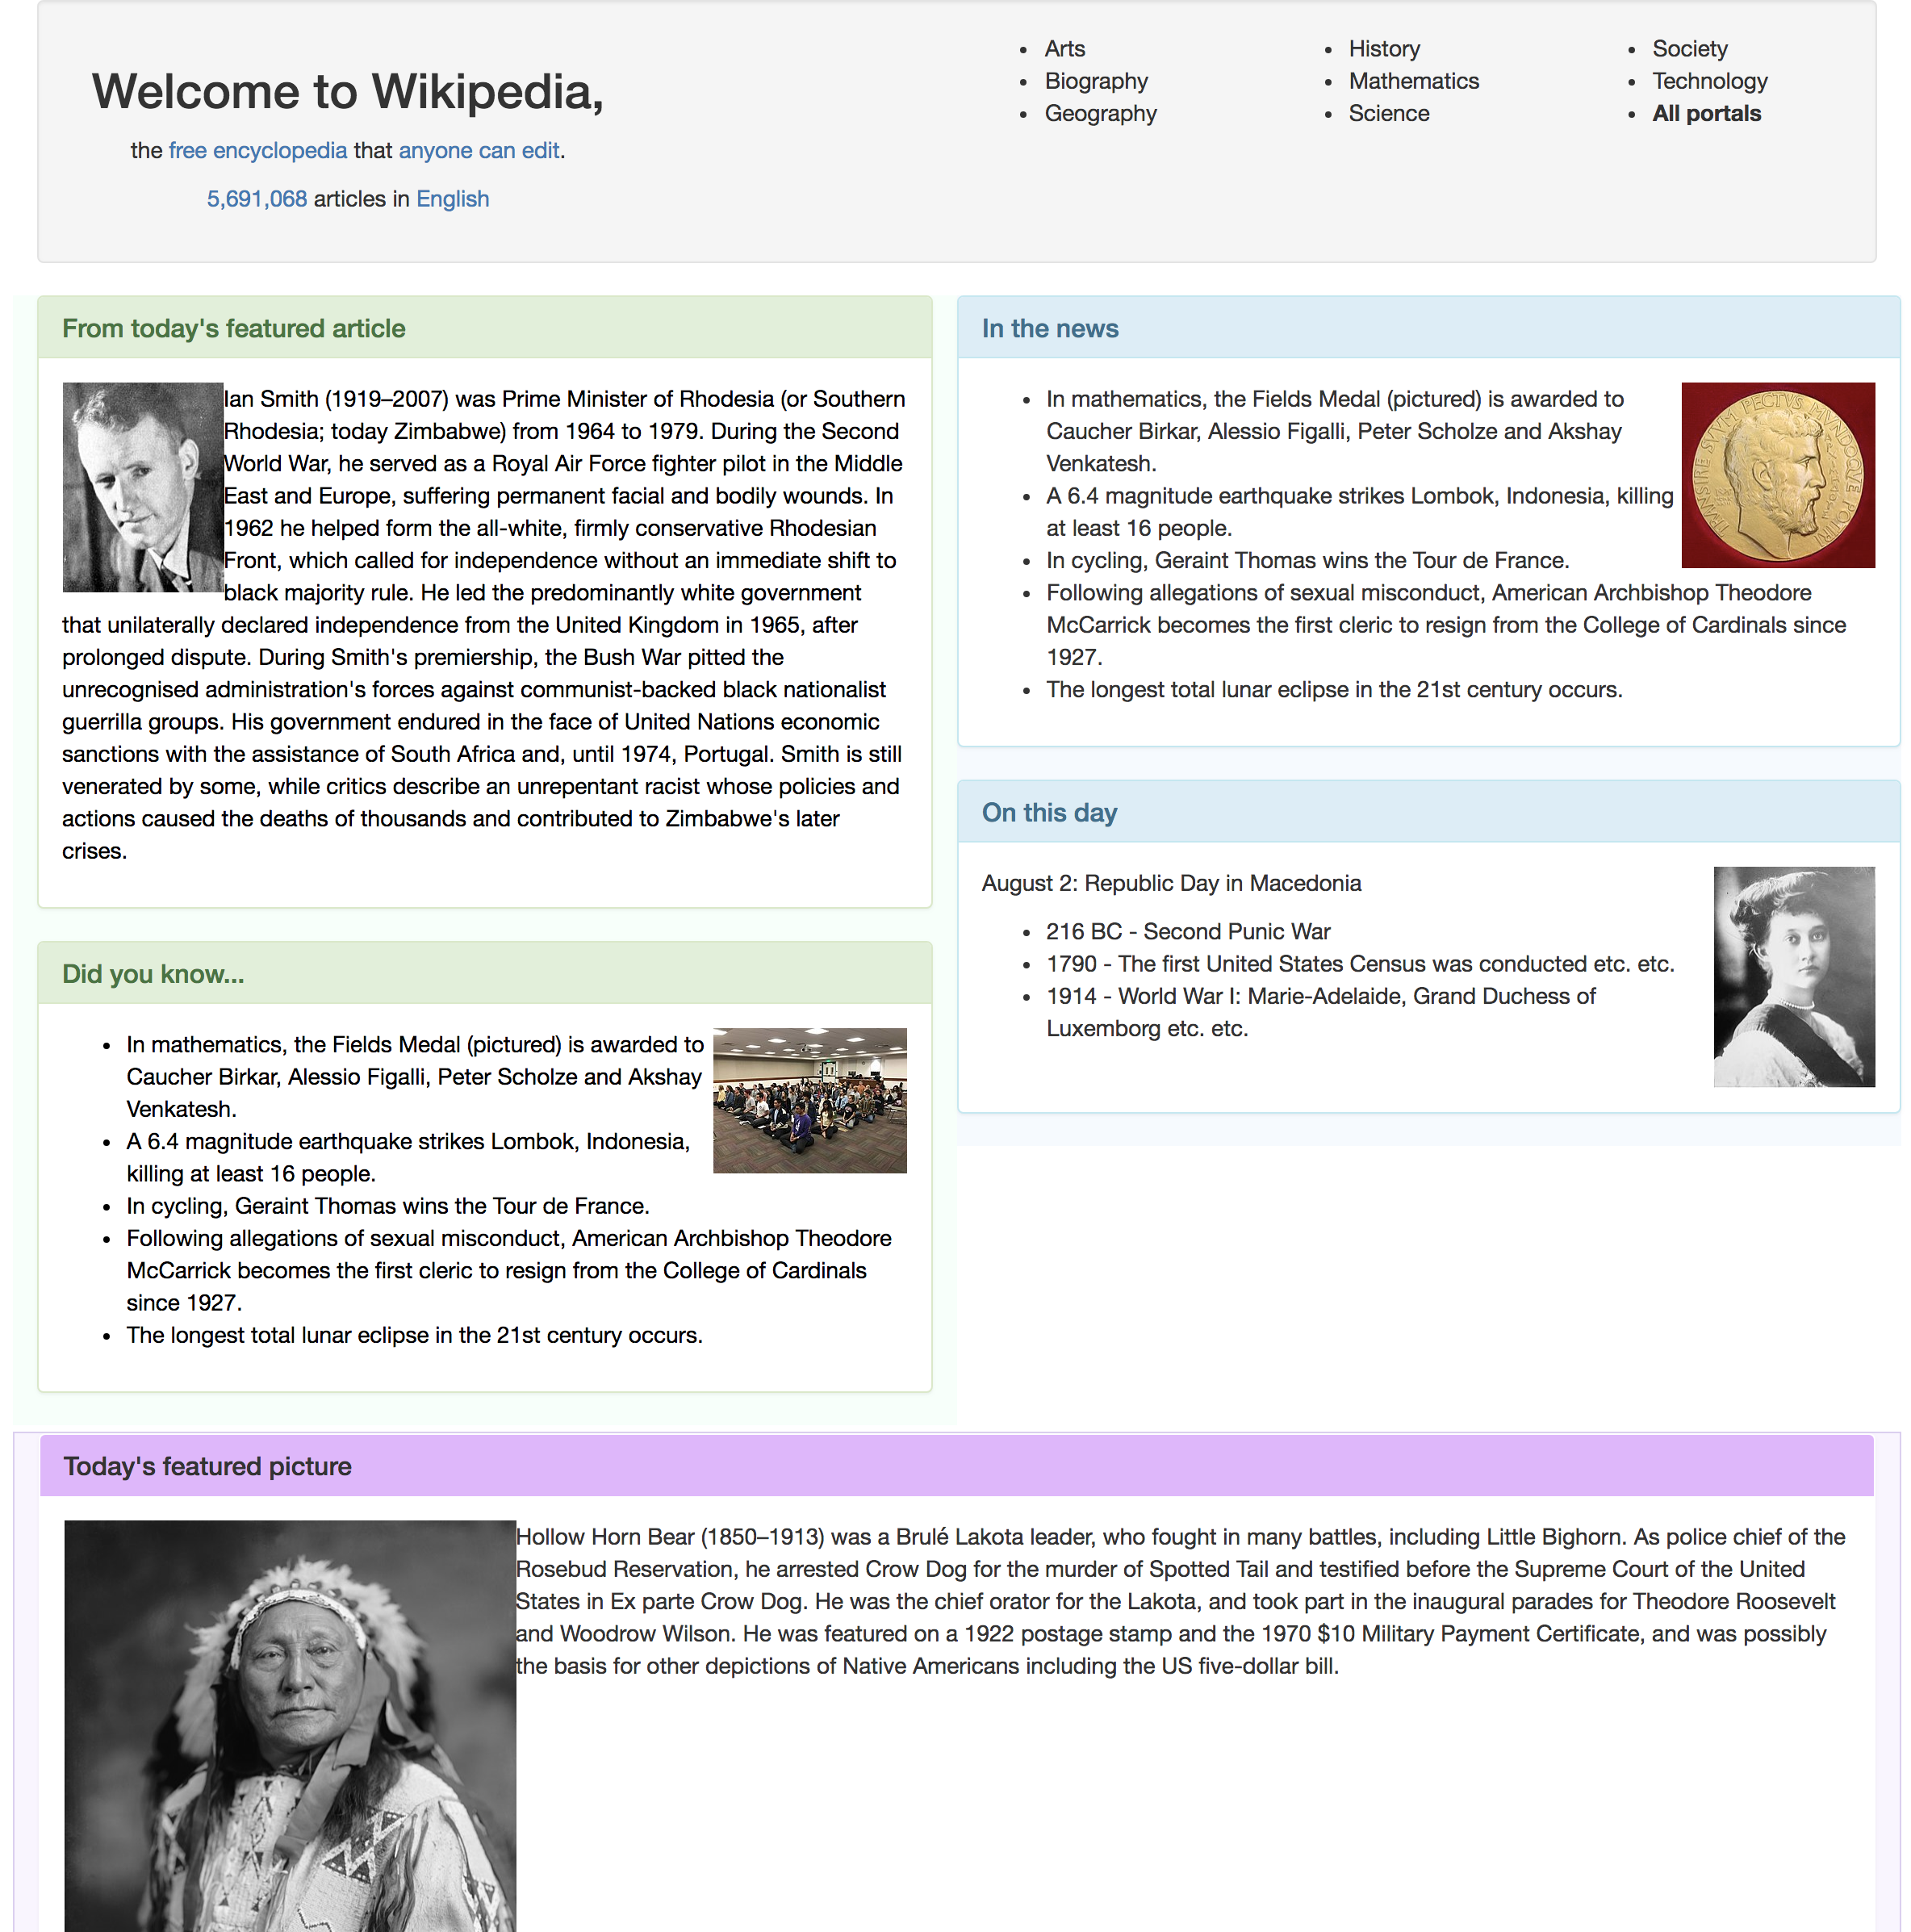 Welcome to Wikipedia,
the free encyclopedia that anyone can edit.
5,691,068 articles in English
Arts
Biography
Geography
History
Mathematics
Science
Society
Technology
All portals
From today's featured article
Ian Smith (1919–2007) was Prime Minister of Rhodesia (or Southern
Rhodesia; today Zimbabwe) from 1964 to 1979. During the Second
World War, he served as a Royal Air Force fighter pilot in the Middle
East and Europe, suffering permanent facial and bodily wounds. In
1962 he helped form the all-white, firmly conservative Rhodesian
Front, which called for independence without an immediate shift to
black majority rule. He led the predominantly white government
that unilaterally declared independence from the United Kingdom in 1965, after
prolonged dispute. During Smith's premiership, the Bush War pitted the
unrecognised administration's forces against communist-backed black nationalist
guerrilla groups. His government endured in the face of United Nations economic
sanctions with the assistance of South Africa and, until 1974, Portugal. Smith is still
venerated by some, while critics describe an unrepentant racist whose policies and
actions caused the deaths of thousands and contributed to Zimbabwe's later
crises.
Did you know...
In mathematics, the Fields Medal (pictured) is awarded to
Caucher Birkar, Alessio Figalli, Peter Scholze and Akshay
Venkatesh.
A 6.4 magnitude earthquake strikes Lombok, Indonesia,
killing at least 16 people.
In cycling, Geraint Thomas wins the Tour de France.
Following allegations of sexual misconduct, American Archbishop Theodore
McCarrick becomes the first cleric to resign from the College of Cardinals
since 1927.
The longest total lunar eclipse in the 21st century occurs.
In the news
In mathematics, the Fields Medal (pictured) is awarded to
Caucher Birkar, Alessio Figalli, Peter Scholze and Akshay
Venkatesh.
A 6.4 magnitude earthquake strikes Lombok, Indonesia, killing
at least 16 people.
In cycling, Geraint Thomas wins the Tour de France.
Following allegations of sexual misconduct, American Archbishop Theodore
McCarrick becomes the first cleric to resign from the College of Cardinals since
1927.
The longest total lunar eclipse in the 21st century occurs.
TRANSIRE SVVM PECTVS MVNDOQVE POTIRI
On this day
August 2: Republic Day in Macedonia
216 BC - Second Punic War
1790 - The first United States Census was conducted etc. etc.
1914 - World War I: Marie-Adelaide, Grand Duchess of
Luxemborg etc. etc.
Today's featured picture
Hollow Horn Bear (1850–1913) was a Brulé Lakota leader, who fought in many battles, including Little Bighorn. As police chief of the
Rosebud Reservation, he arrested Crow Dog for the murder of Spotted Tail and testified before the Supreme Court of the United
States in Ex parte Crow Dog. He was the chief orator for the Lakota, and took part in the inaugural parades for Theodore Roosevelt
and Woodrow Wilson. He was featured on a 1922 postage stamp and the 1970 $10 Military Payment Certificate, and was possibly
the basis for other depictions of Native Americans including the US five-dollar bill.